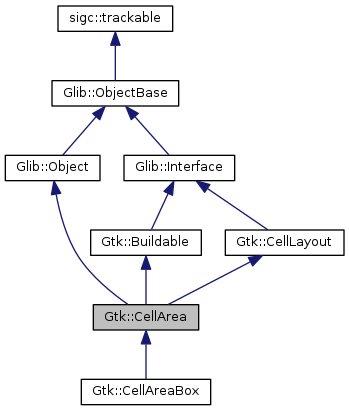 sigc::trackable
Glib::ObjectBase
Glib::Object
Glib::Interface
Gtk::Buildable
Gtk::CellLayout
Gtk::CellArea
Gtk::CellAreaBox